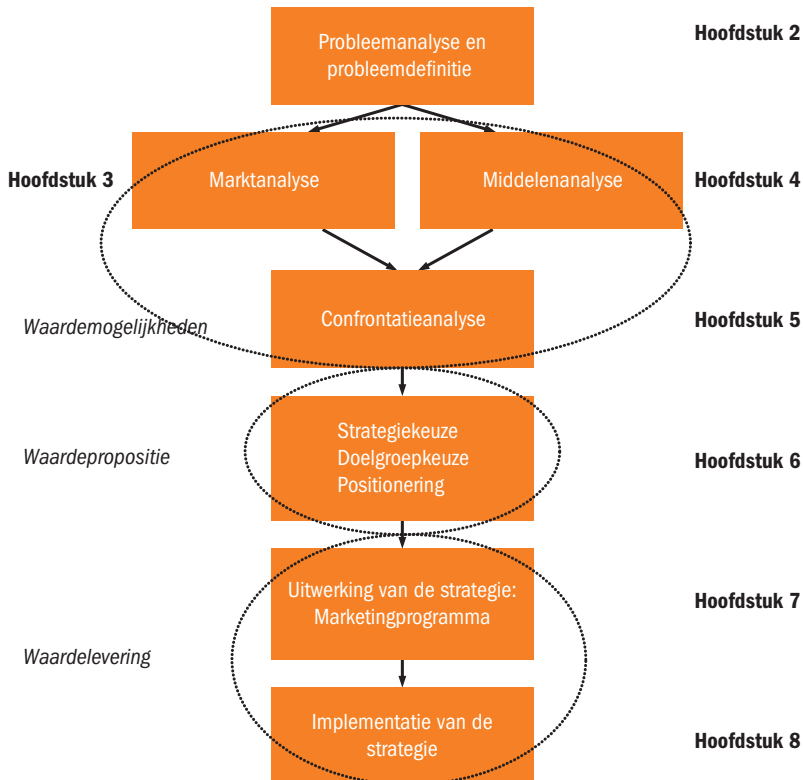 Probleemanalyse en
probleemdefinitie
Hoofdstuk 2
Hoofdstuk 3
Marktanalyse
Middelenanalyse
Hoofdstuk 4
Waardemogelijkheden
Confrontatieanalyse
Hoofdstuk 5
Waardepropositie
Strategiekeuze
Doelgroepkeuze
Positionering
Hoofdstuk 6
Uitwerking van de strategie:
Marketingprogramma
Hoofdstuk 7
Waardelevering
Implementatie van de
strategie
Hoofdstuk 8